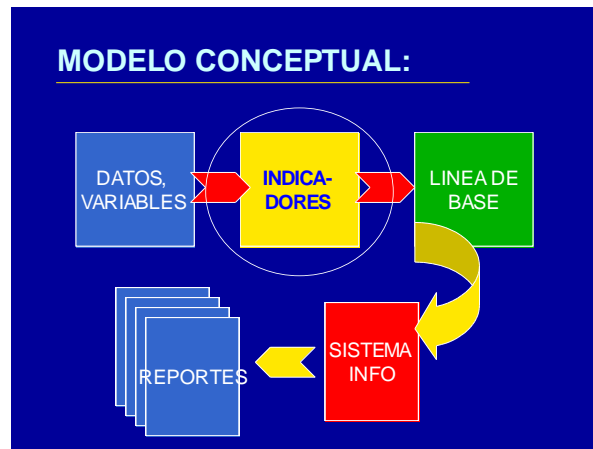 MODELO CONCEPTUAL:
DATOS,
VARIABLES
INDICA-
DORES
LINEA DE
BASE
SISTEMA
INFO
REPORTES